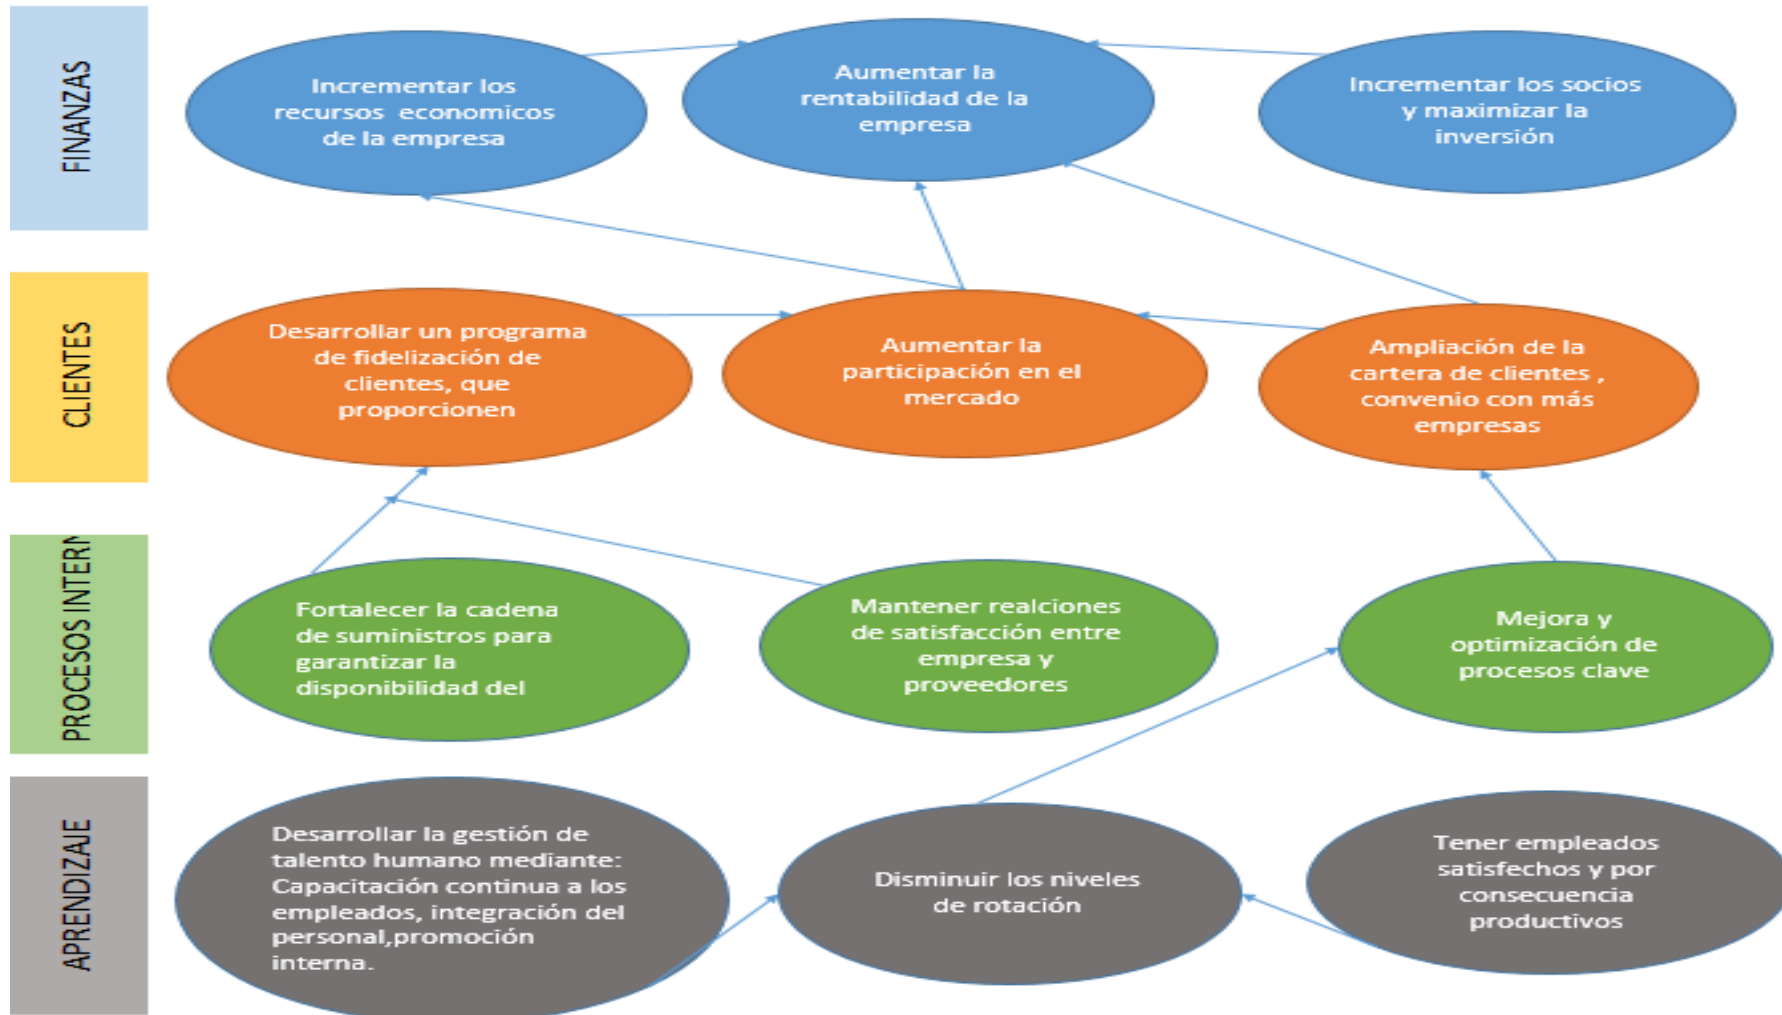 FINANZAS
Incrementar los
recursos economicos
de la empresa
Aumentar la
rentabilidad de la
empresa
Incrementar los socios
y maximizar la
inversión
CLIENTES
Desarrollar un programa
de fidelización de
clientes, que
proporcionen
Aumentar la
participación en el
mercado
Ampliación de la
cartera de clientes ,
convenio con más
empresas
PROCESOS INTERN
Fortalecer la cadena
de suministros para
garantizar la
disponibilidad del
Mantener realciones
de satisfacción entre
empresa y
proveedores
Mejora y
optimización de
procesos clave
APRENDIZAJE
Desarrollar la gestión de
talento humano mediante:
Capacitación continua a los
empleados, integración del
personal,promoción
interna.
Disminuir los niveles
de rotación
Tener empleados
satisfechos y por
consecuencia
productivos